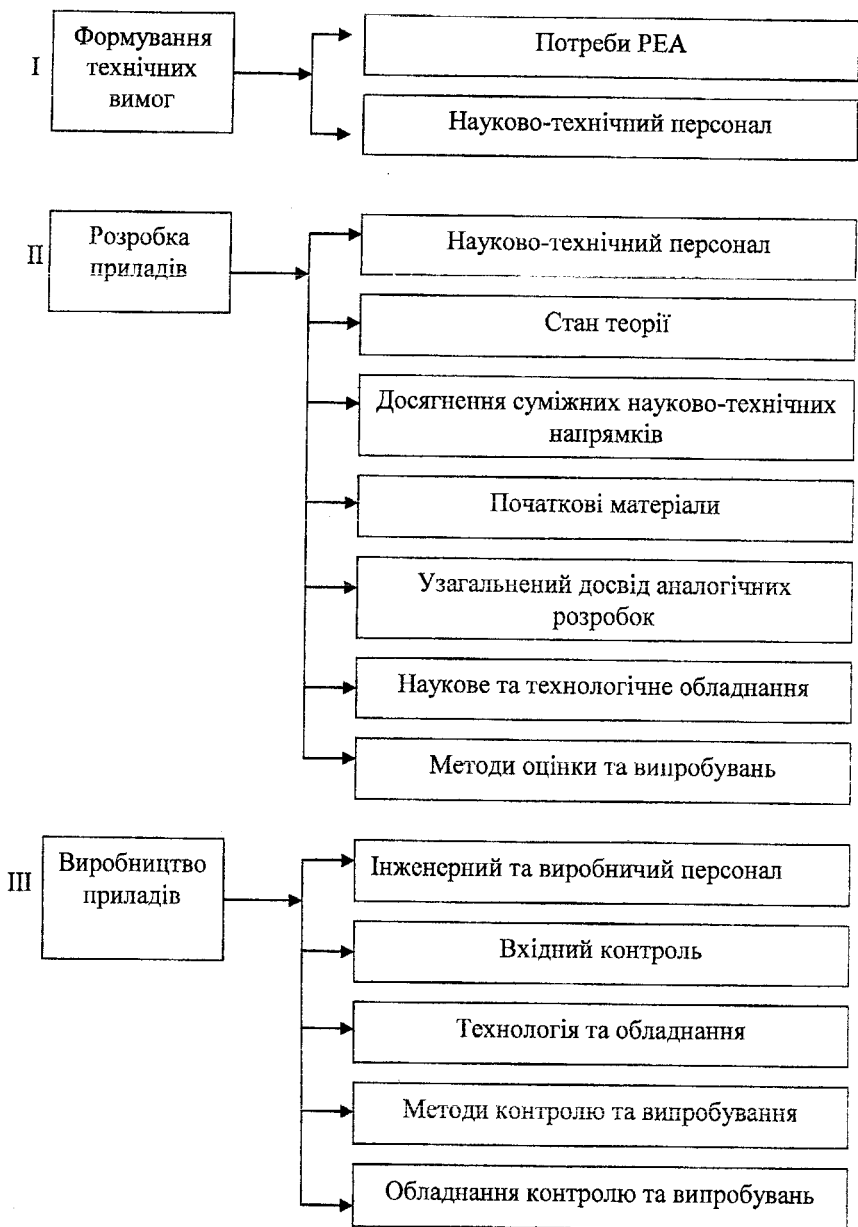 I
Формування
технічних
вимог
Потреби РЕА
Науково-технічний персонал
II
Розробка
приладів
Науково-технічний персонал
Стан теорії
Досягнення суміжних науково-технічних
напрямків
Початкові матеріали
Узагальнений досвід аналогічних
розробок
Наукове та технологічне обладнання
Методи оцінки та випробувань
III
Виробництво
приладів
Інженерний та виробничий персонал
Вхідний контроль
Технологія та обладнання
Методи контролю та випробування
Обладнання контролю та випробувань